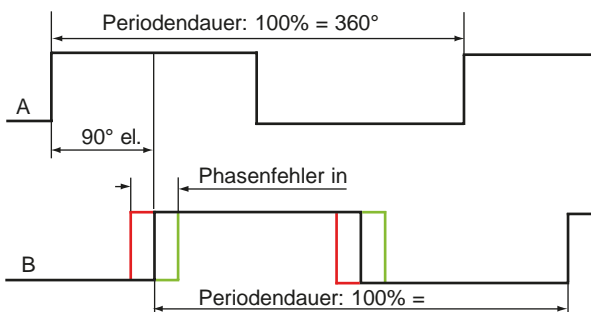 Periodendauer: 100% = 360°
A
90° el.
Phasenfehler in
B
Periodendauer: 100% =